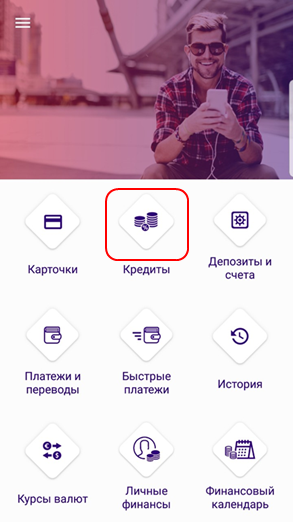 Карточки
Кредиты
Депозиты и
счета
Платежи и
переводы
Быстрые
платежи
История
Курсы валют
Личные
финансы
Финансовый
календарь